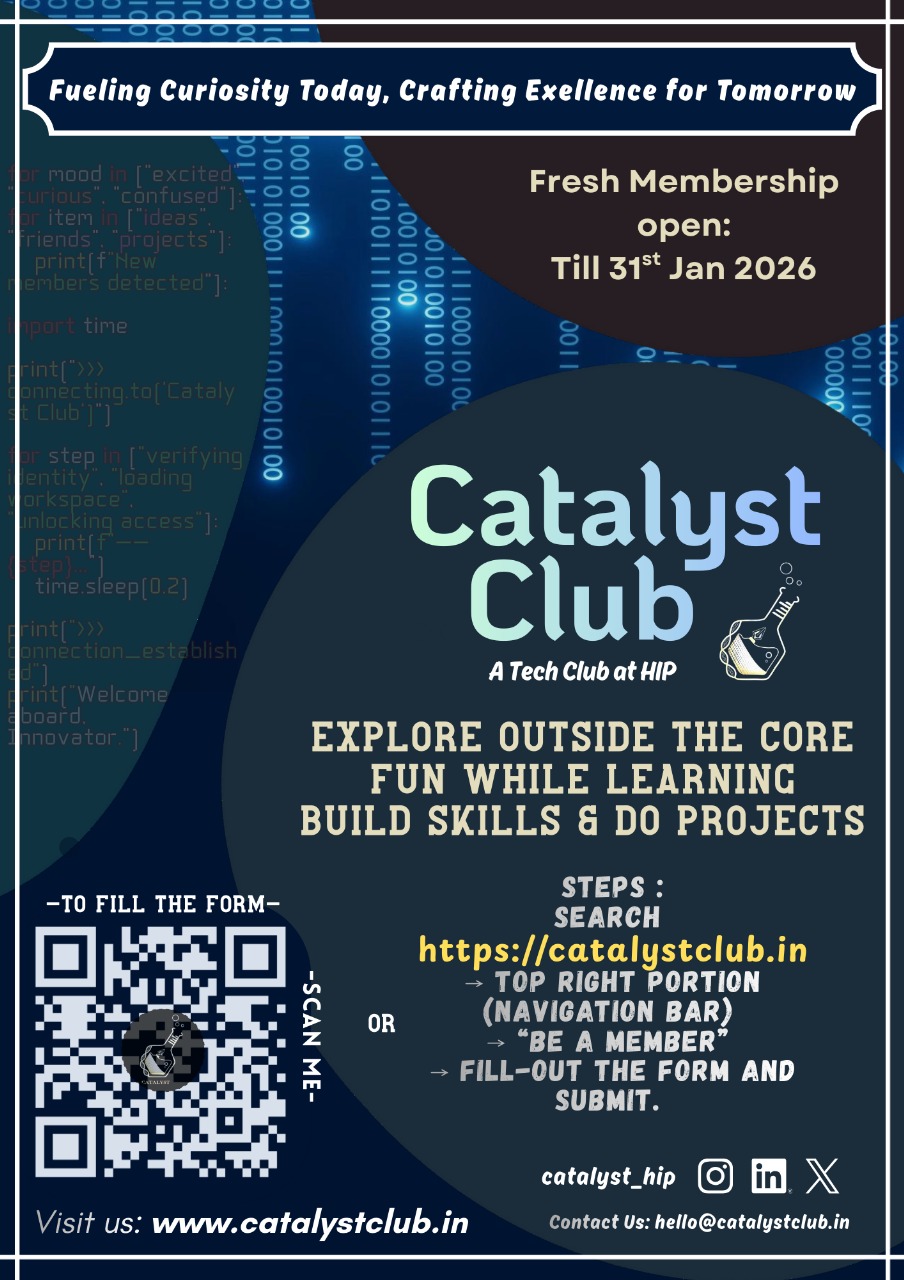 Fueling Curiosity Today, Crafting Exellence for Tomorrow
Fresh Membership
open:
Till 31st Jan 2026
for mood in ["excited",
"curious", "confused"]:
for item in ["ideas",
"friends", "projects"]:
print(f"New
members detected"]:
import time
print(">>>
connecting.to('Cataly
st Club')")
for step in ["verifying
identity", "loading
workspace",
"unlocking access"]:
print(f"——
{step}..."]
time.sleep(0.2)
print(">>>
connection_establish
ed")
print("Welcome
aboard,
Innovator.")
Catalyst
Club
A Tech Club at HIP
EXPLORE OUTSIDE THE CORE
FUN WHILE LEARNING
BUILD SKILLS & DO PROJECTS
STEPS :
SEARCH
https://catalystclub.in
→ TOP RIGHT PORTION
(NAVIGATION BAR)
→ “BE A MEMBER”
→ FILL-OUT THE FORM AND
SUBMIT.
OR
-TO FILL THE FORM-
-SCAN ME-
CATALYST
catalyst_hip
Visit us: www.catalystclub.in
Contact Us: hello@catalystclub.in